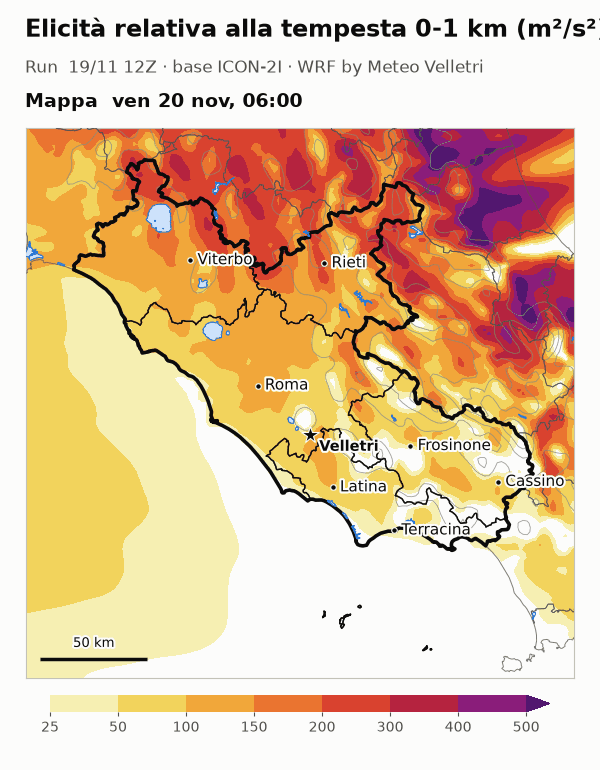 Elicità relativa alla tempesta 0-1 km (m²/s²)
Run 19/11 12Z · base ICON-2I · WRF by Meteo Velletri
Mappa ven 20 nov, 06:00
Viterbo
Rieti
Roma
Velletri
Frosinone
Latina
Cassino
Terracina
50 km
25 50 100 150 200 300 400 500